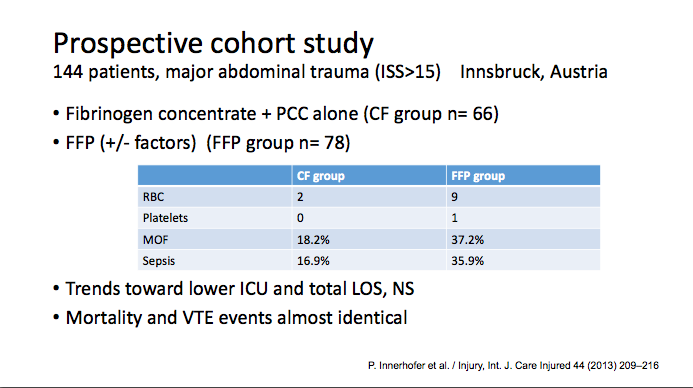 Prospective cohort study
144 patients, major abdominal trauma (ISS>15) Innsbruck, Austria
• Fibrinogen concentrate + PCC alone (CF group n= 66)
• FFP (+/- factors) (FFP group n= 78)
CF group FFP group
RBC 2 9
Platelets 0 1
MOF 18.2% 37.2%
Sepsis 16.9% 35.9%
• Trends toward lower ICU and total LOS, NS
• Mortality and VTE events almost identical
P. Innerhofer et al. / Injury, Int. J. Care Injured 44 (2013) 209–216